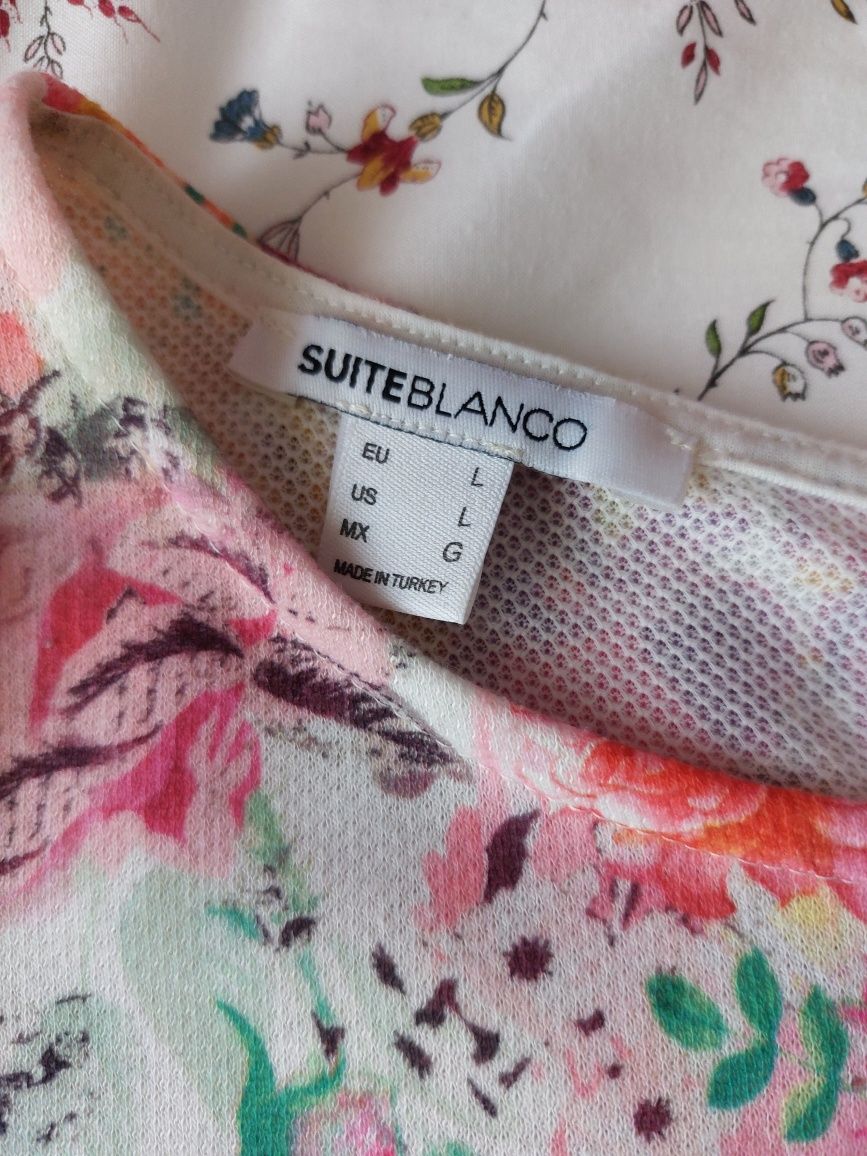 SUITEBLANCO
EU L
US L
MX G
MADE IN TURKEY